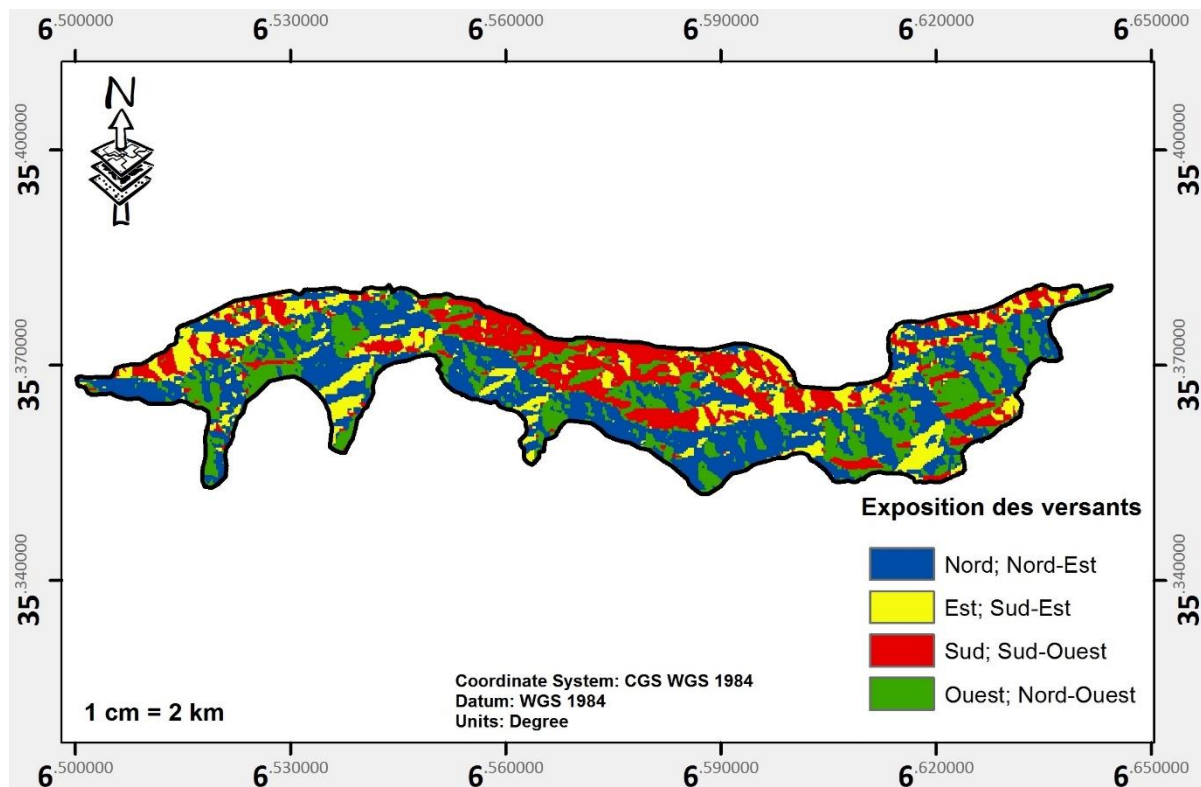 6.500000 6.530000 6.560000 6.590000 6.620000 6.650000
N
35.400000 35.400000
35.370000 35.370000
Exposition des versants
Nord; Nord-Est
35.340000 35.340000
Est; Sud-Est
Sud; Sud-Ouest
Ouest; Nord-Ouest
Coordinate System: CGS WGS 1984
Datum: WGS 1984
Units: Degree
1 cm = 2 km
6.500000 6.530000 6.560000 6.590000 6.620000 6.650000